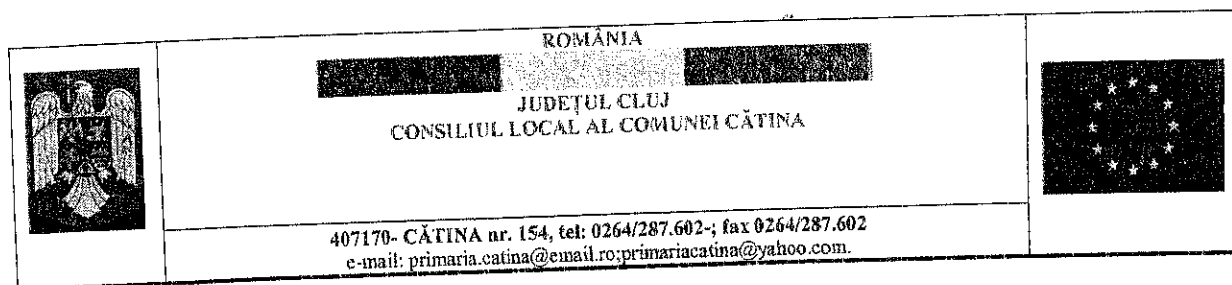 ROMÂNIA
JUDEȚUL CLUJ
CONSILIUL LOCAL AL COMUNEI CĂTINA
407170- CĂTINA nr. 154, tel: 0264/287.602-; fax 0264/287.602
e-mail: primaria.catina@email.ro;primariacatina@yahoo.com.